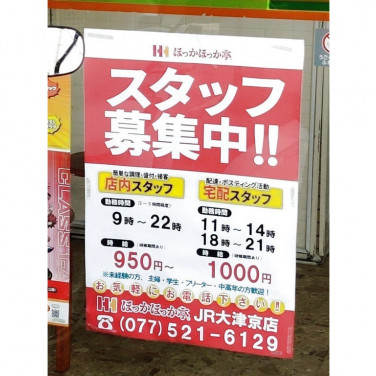 ほっかほっか亭
スタッフ
募集中!!
簡単な調理・盛付・接客
店内スタッフ
勤務時間
9時～22時
時給
950円～
配達・ポスティング活動
宅配スタッフ
勤務時間
11時～14時
18時～21時
時給
1000円
※未経験の方、主婦・学生・フリーター・中高年の方歓迎!
お気軽にお電話下さい!!
ほっかほっか亭 JR大津京店
(077)521-6129
CLASSIC